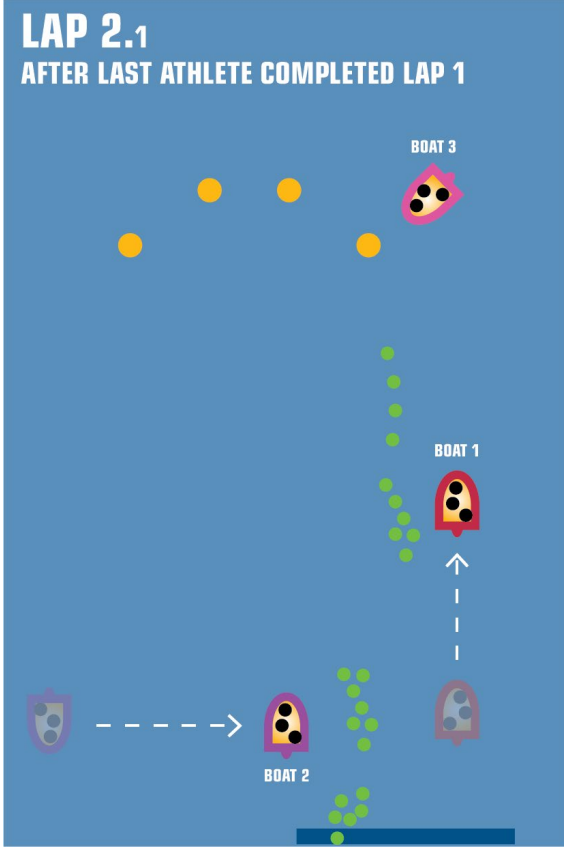 LAP 2.1
AFTER LAST ATHLETE COMPLETED LAP 1
BOAT 3
BOAT 1
BOAT 2